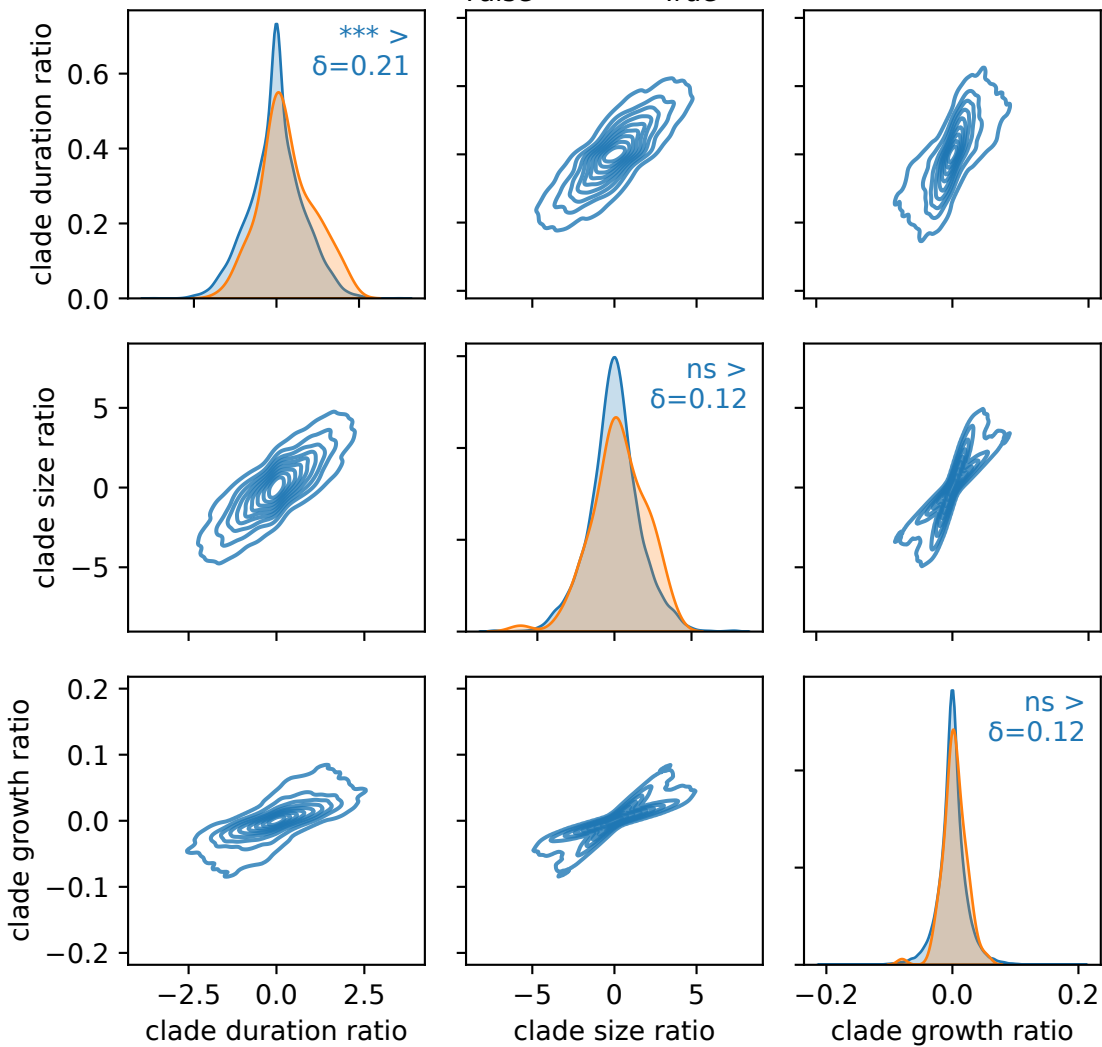 clade duration ratio
0.6
0.4
0.2
0.0
*** >
δ=0.21
clade size ratio
5
0
−5
ns >
δ=0.12
clade growth ratio
0.2
0.1
0.0
−0.1
−0.2
ns >
δ=0.12
−2.5 0.0 2.5
−5 0 5
−0.2 0.0 0.2
clade duration ratio
clade size ratio
clade growth ratio